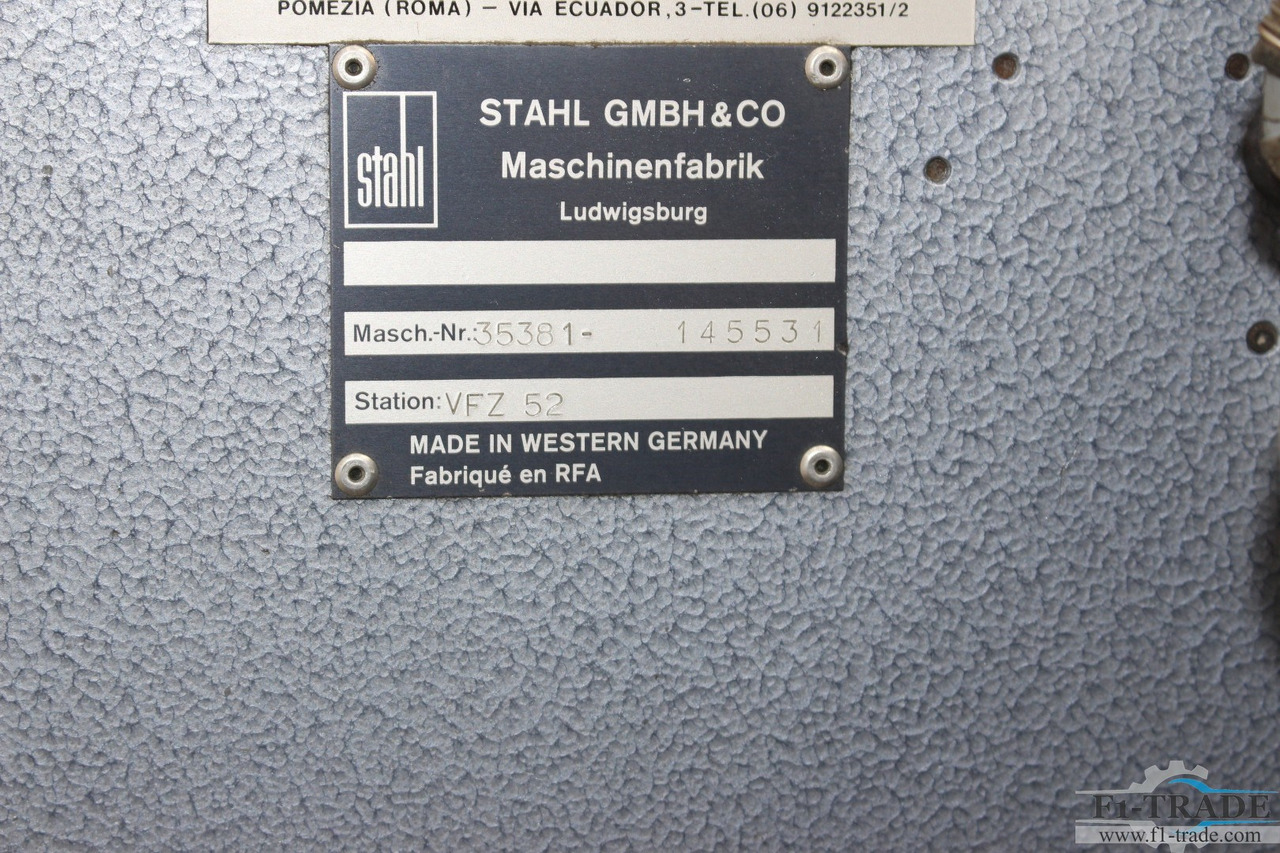 POMEZIA (ROMA) — VIA ECUADOR,3-TEL.(06) 9122351/2
stahl
STAHL GMBH & CO
Maschinenfabrik
Ludwigsburg
Masch.-Nr.:35381- 145531
Station: VFZ 52
MADE IN WESTERN GERMANY
Fabriqué en RFA
F1-TRADE
www.f1-trade.com